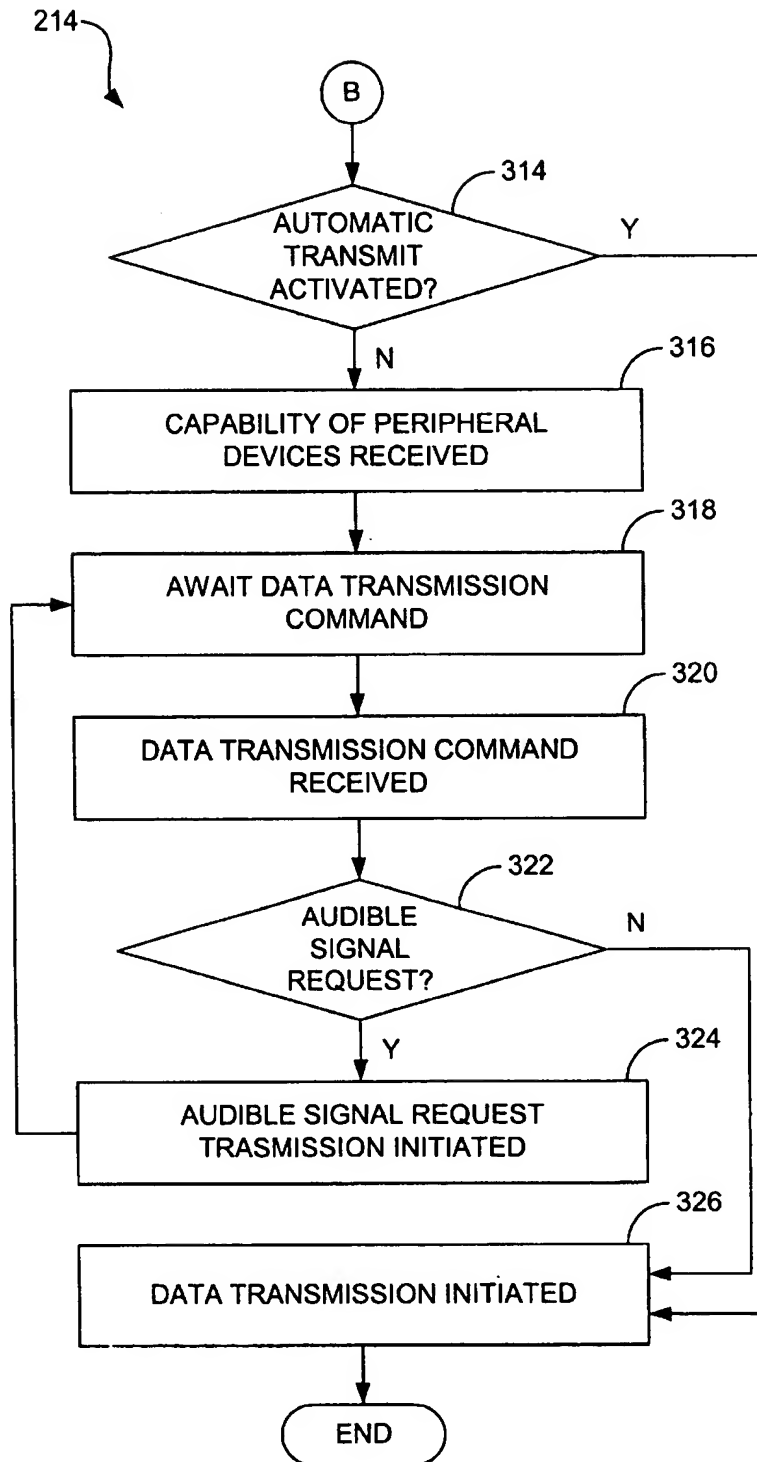 214
B
314
AUTOMATIC
TRANSMIT
ACTIVATED?
Y
N
316
CAPABILITY OF PERIPHERAL
DEVICES RECEIVED
318
AWAIT DATA TRANSMISSION
COMMAND
320
DATA TRANSMISSION COMMAND
RECEIVED
322
AUDIBLE
SIGNAL
REQUEST?
N
Y
324
AUDIBLE SIGNAL REQUEST
TRASMISSION INITIATED
326
DATA TRANSMISSION INITIATED
END